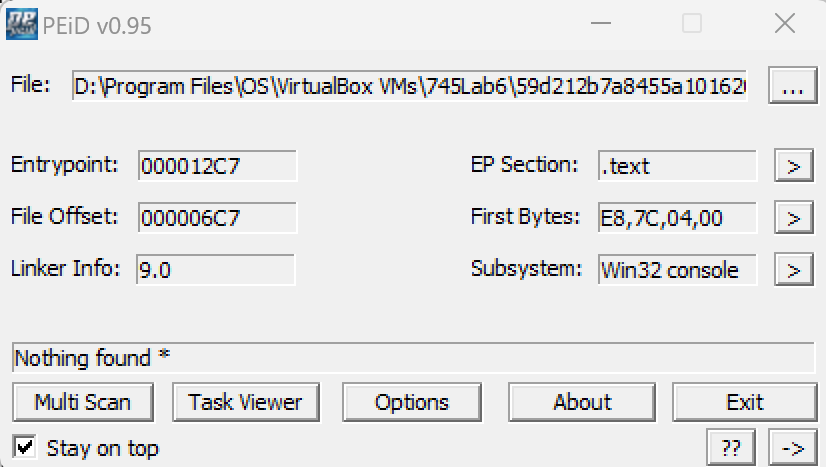 PEiD v0.95
File: D:\Program Files\OS\VirtualBox VMs\745Lab6\59d212b7a8455a10162 ...
Entrypoint: 000012C7 EP Section: .text >
File Offset: 000006C7 First Bytes: E8,7C,04,00 >
Linker Info: 9.0 Subsystem: Win32 console >
Nothing found *
Multi Scan Task Viewer Options About Exit
Stay on top ?? ->